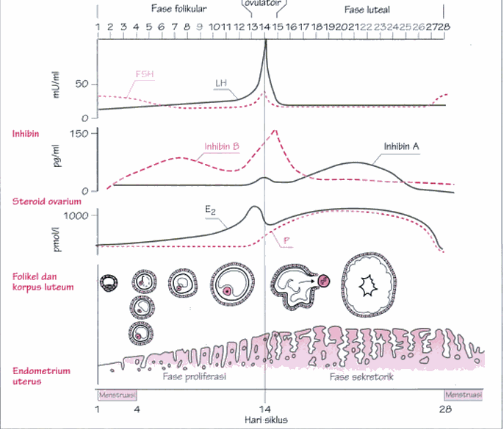 Fase folikular
ovulatoir
Fase luteal
1 2 3 4 5 6 7 8 9 10 11 12 13 14 15 16 17 18 19 20 21 22 23 24 25 26 27 28
FSH
LH
mU/ml
50
0
Inhibin
150
pg/ml
0
Inhibin B
Inhibin A
Steroid ovarium
1000
pmol/l
E2
P
Folikel dan
korpus luteum
Endometrium
uterus
Fase proliferasi
Fase sekretorik
Menstruasi
Menstruasi
1 4 14 28
Hari siklus